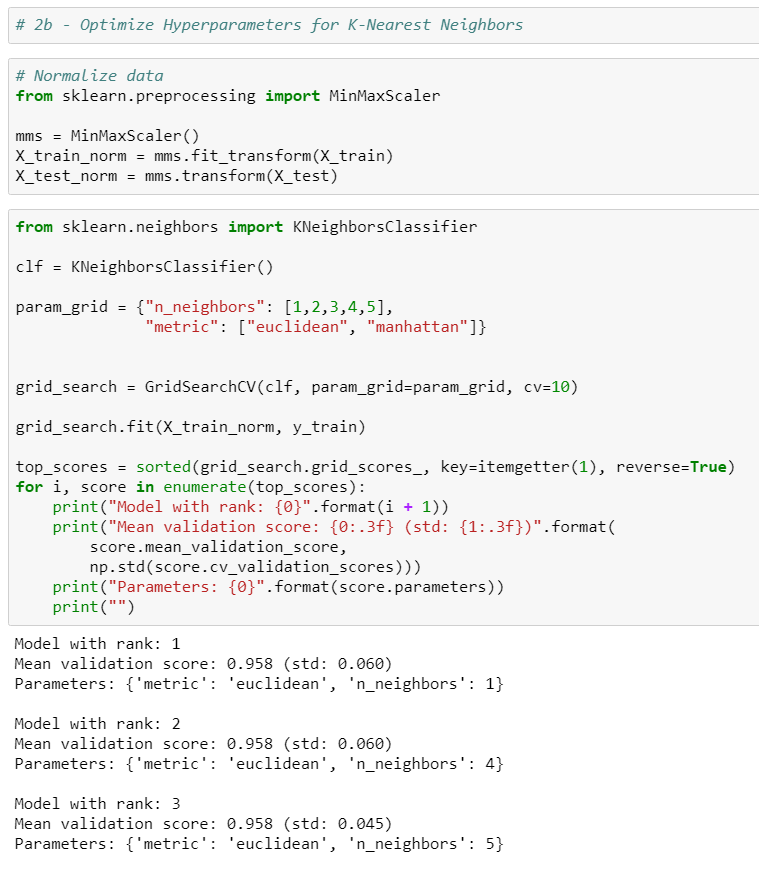 # 2b - Optimize Hyperparameters for K-Nearest Neighbors
# Normalize data
from sklearn.preprocessing import MinMaxScaler
mms = MinMaxScaler()
X_train_norm = mms.fit_transform(X_train)
X_test_norm = mms.transform(X_test)
from sklearn.neighbors import KNeighborsClassifier
clf = KNeighborsClassifier()
param_grid = {"n_neighbors": [1,2,3,4,5],
"metric": ["euclidean", "manhattan"]}
grid_search = GridSearchCV(clf, param_grid=param_grid, cv=10)
grid_search.fit(X_train_norm, y_train)
top_scores = sorted(grid_search.grid_scores_, key=itemgetter(1), reverse=True)
for i, score in enumerate(top_scores):
print("Model with rank: {0}".format(i + 1))
print("Mean validation score: {0:.3f} (std: {1:.3f})".format(
score.mean_validation_score,
np.std(score.cv_validation_scores)))
print("Parameters: {0}".format(score.parameters))
print("")
Model with rank: 1
Mean validation score: 0.958 (std: 0.060)
Parameters: {'metric': 'euclidean', 'n_neighbors': 1}
Model with rank: 2
Mean validation score: 0.958 (std: 0.060)
Parameters: {'metric': 'euclidean', 'n_neighbors': 4}
Model with rank: 3
Mean validation score: 0.958 (std: 0.045)
Parameters: {'metric': 'euclidean', 'n_neighbors': 5}